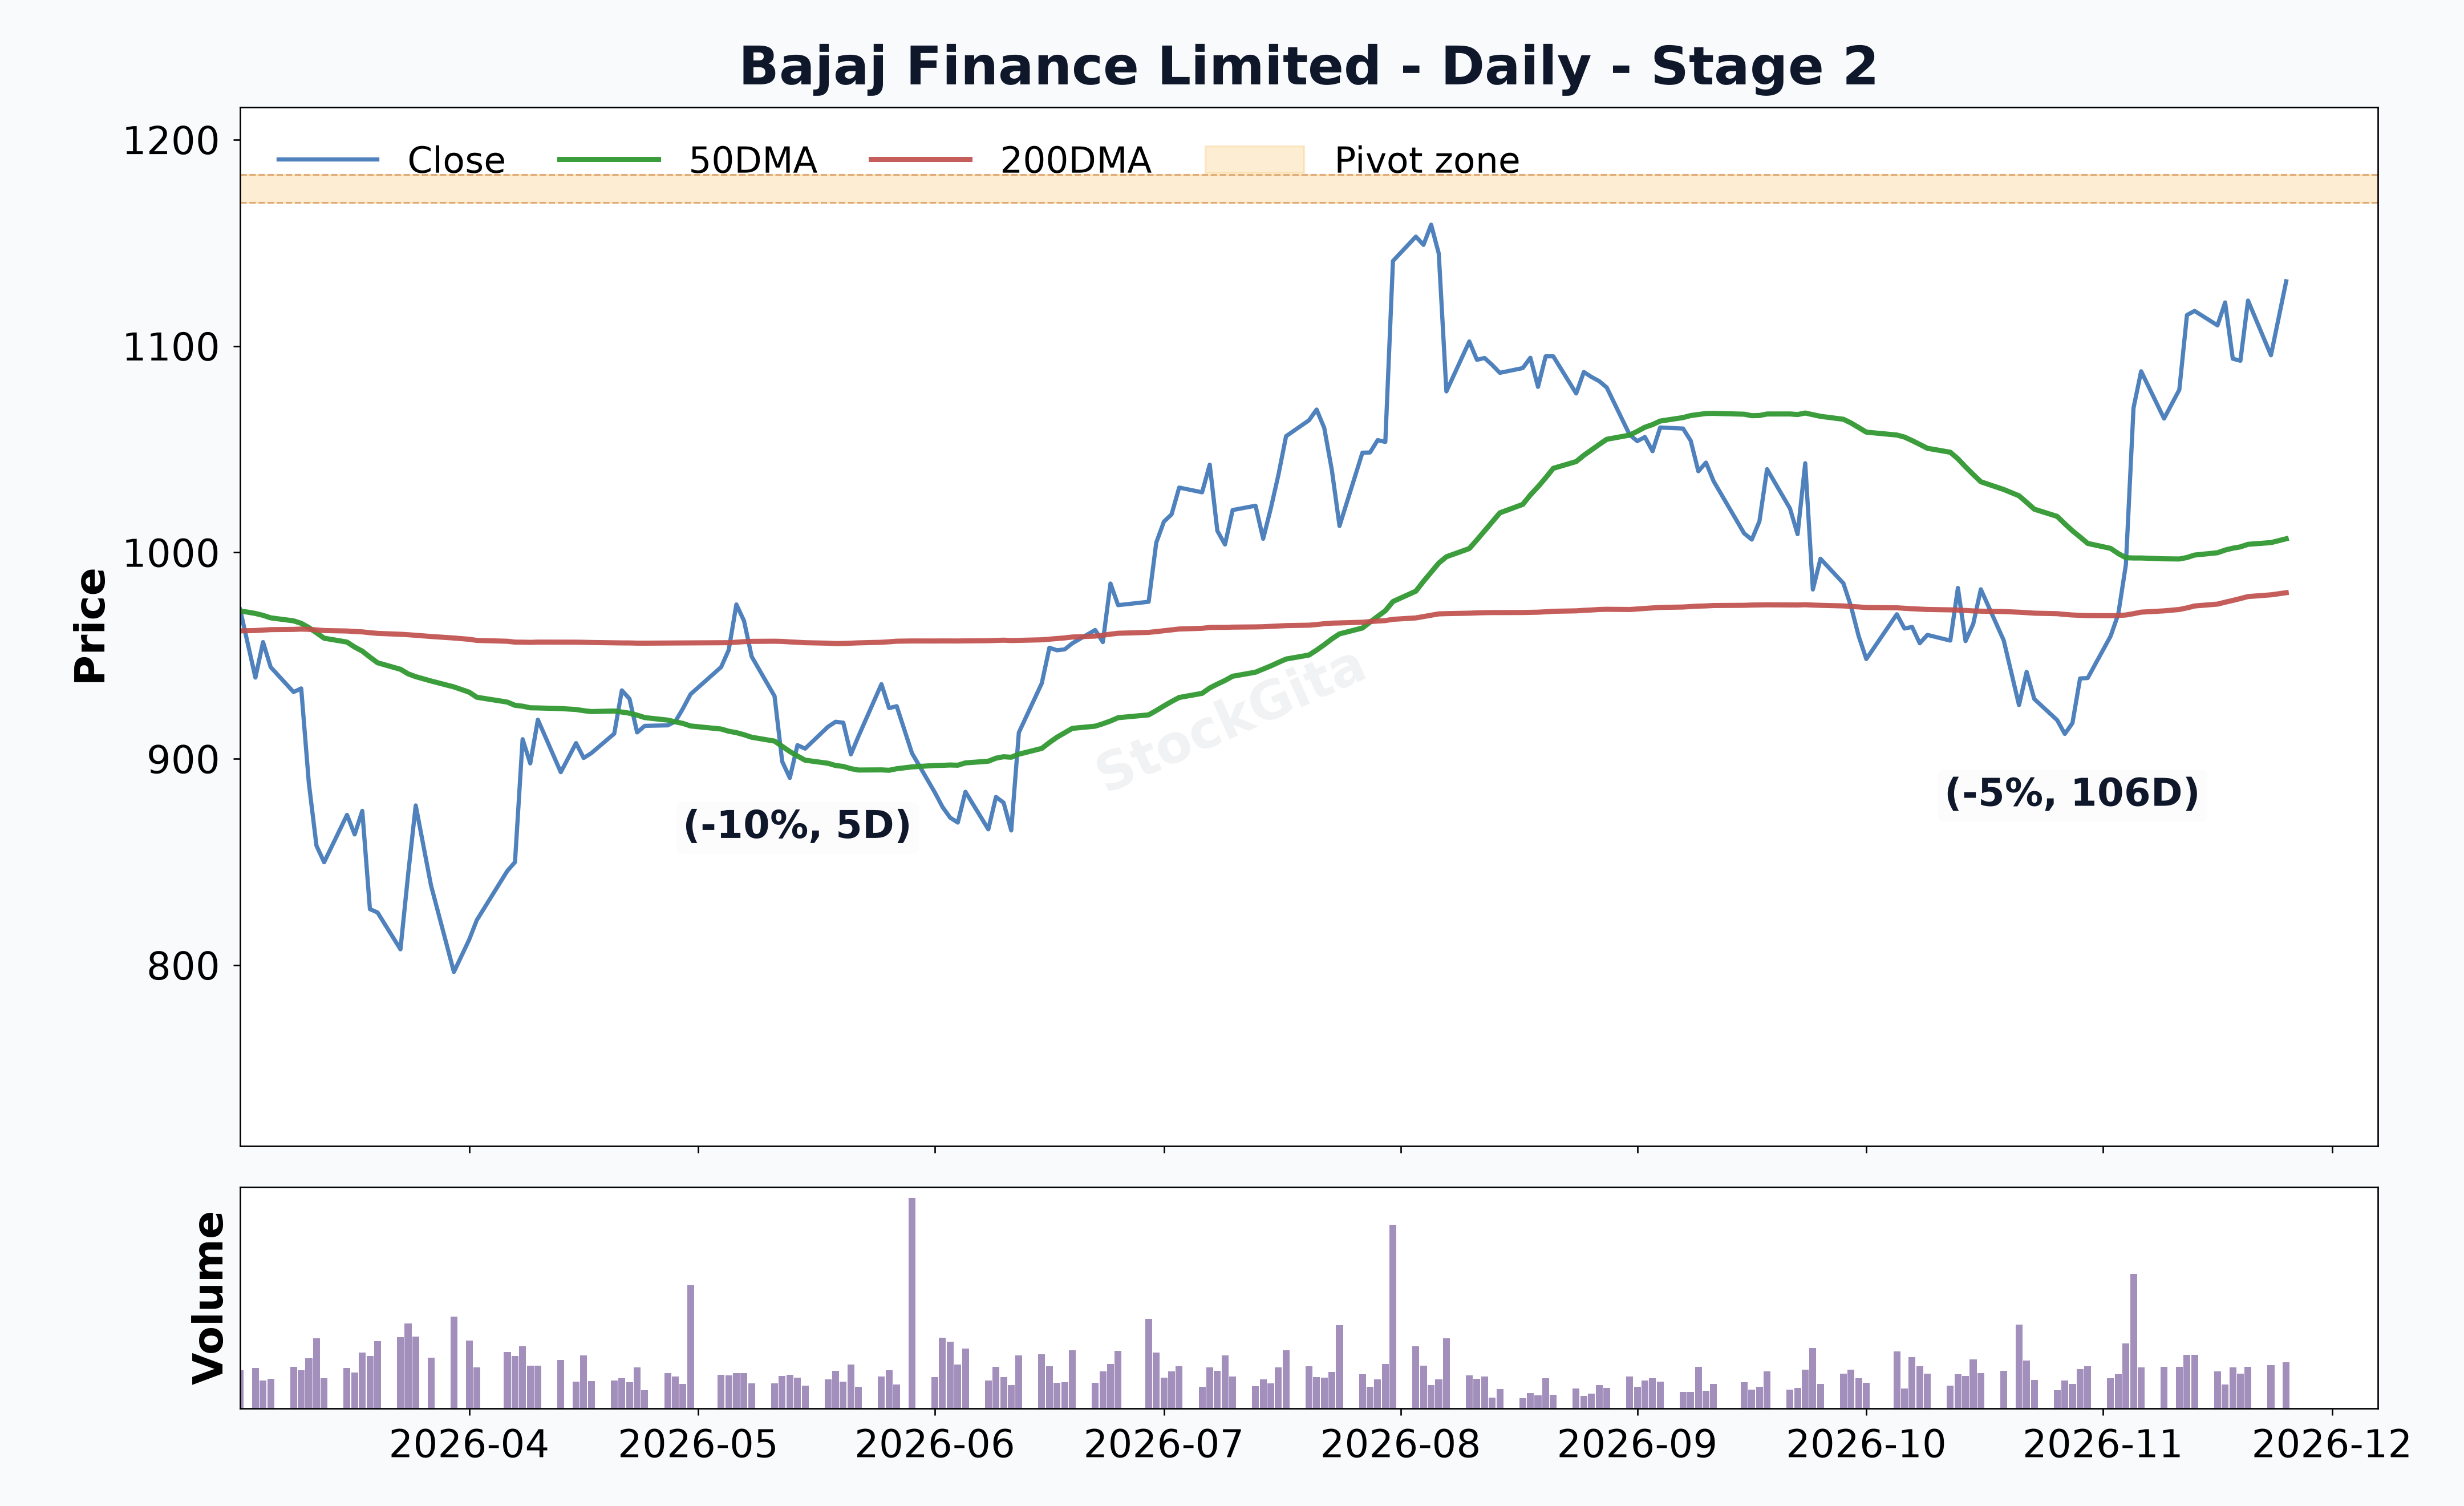 Bajaj Finance Limited - Daily - Stage 2
Close 50DMA 200DMA Pivot zone
1200
1100
1000
900
800
Price
StockGita
(-10%, 5D)
(-5%, 106D)
Volume
2026-04 2026-05 2026-06 2026-07 2026-08 2026-09 2026-10 2026-11 2026-12